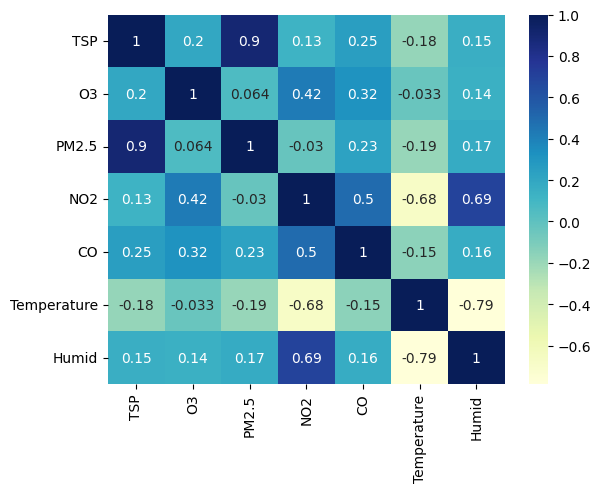 TSP 1 0.2 0.9 0.13 0.25 -0.18 0.15
O3 0.2 1 0.064 0.42 0.32 -0.033 0.14
PM2.5 0.9 0.064 1 -0.03 0.23 -0.19 0.17
NO2 0.13 0.42 -0.03 1 0.5 -0.68 0.69
CO 0.25 0.32 0.23 0.5 1 -0.15 0.16
Temperature -0.18 -0.033 -0.19 -0.68 -0.15 1 -0.79
Humid 0.15 0.14 0.17 0.69 0.16 -0.79 1
TSP O3 PM2.5 NO2 CO Temperature Humid
1.0
0.8
0.6
0.4
0.2
0.0
−0.2
−0.4
−0.6